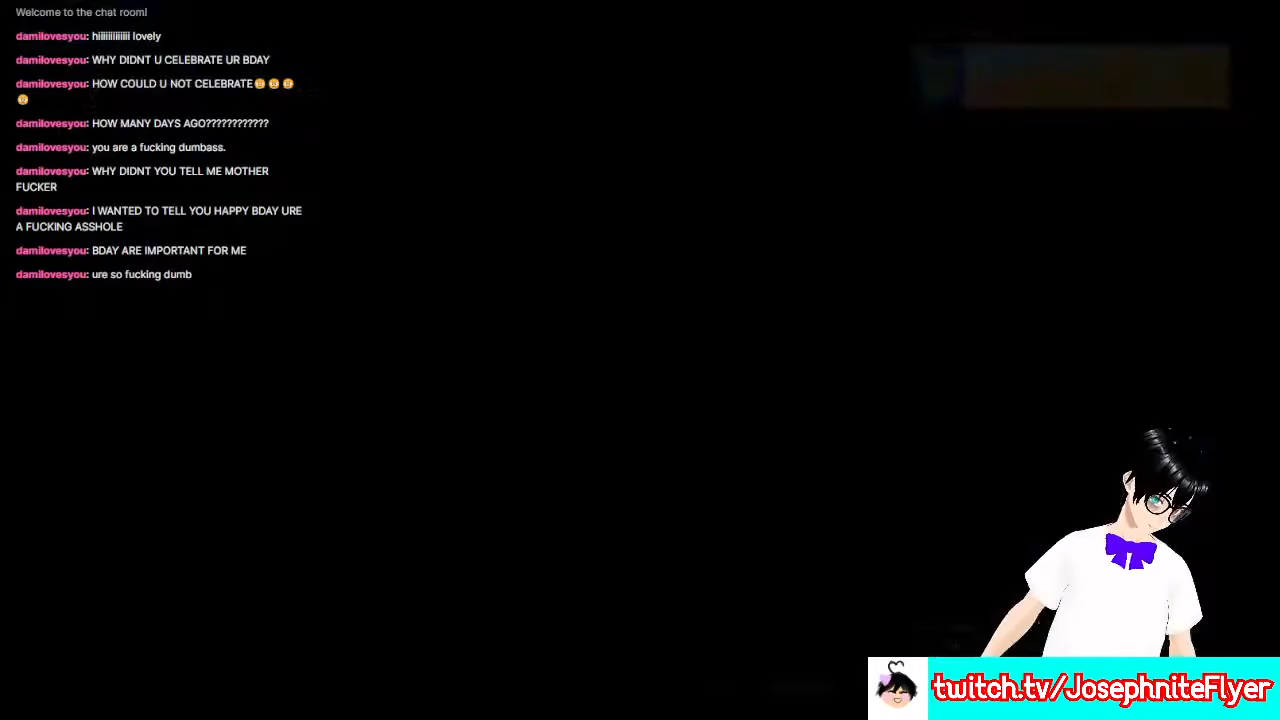 Welcome to the chat room!
damilovesyou: hiiiiiiiiiiiii lovely
damilovesyou: WHY DIDNT U CELEBRATE UR BDAY
damilovesyou: HOW COULD U NOT CELEBRATE
damilovesyou: HOW MANY DAYS AGO????????????
damilovesyou: you are a fucking dumbass.
damilovesyou: WHY DIDNT YOU TELL ME MOTHER
FUCKER
damilovesyou: I WANTED TO TELL YOU HAPPY BDAY URE
A FUCKING ASSHOLE
damilovesyou: BDAY ARE IMPORTANT FOR ME
damilovesyou: ure so fucking dumb
twitch.tv/JosephniteFlyer